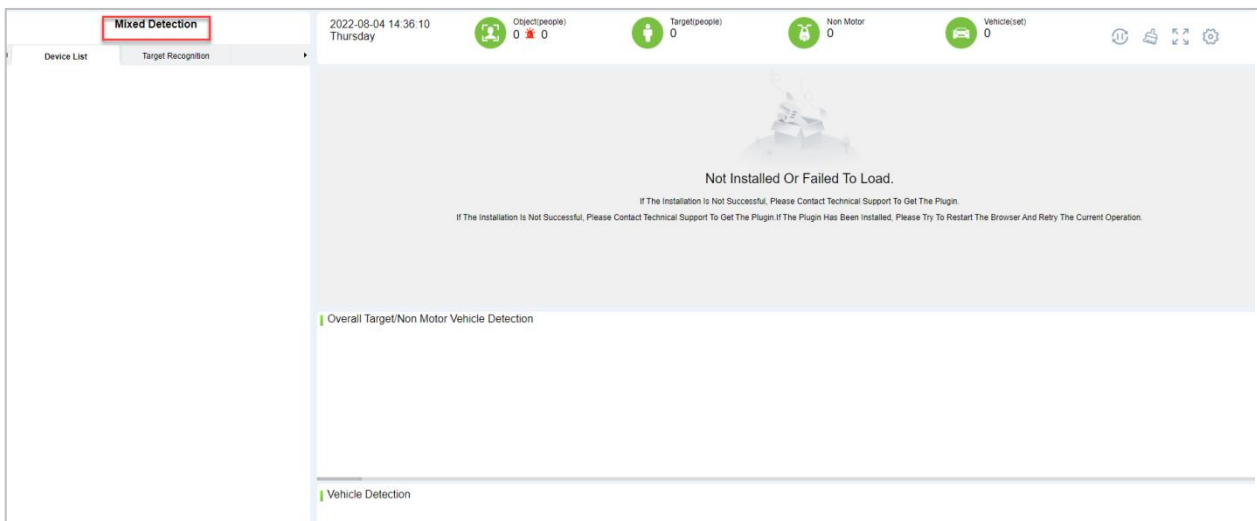 Mixed Detection
Device List
Target Recognition
2022-08-04 14:36:10
Thursday
Object(people)
0 0
Target(people)
0
Non Motor
0
Vehicle(set)
0
Not Installed Or Failed To Load.
If The Installation Is Not Successful, Please Contact Technical Support To Get The Plugin.
If The Installation Is Not Successful, Please Contact Technical Support To Get The Plugin.If The Plugin Has Been Installed, Please Try To Restart The Browser And Retry The Current Operation.
Overall Target/Non Motor Vehicle Detection
Vehicle Detection